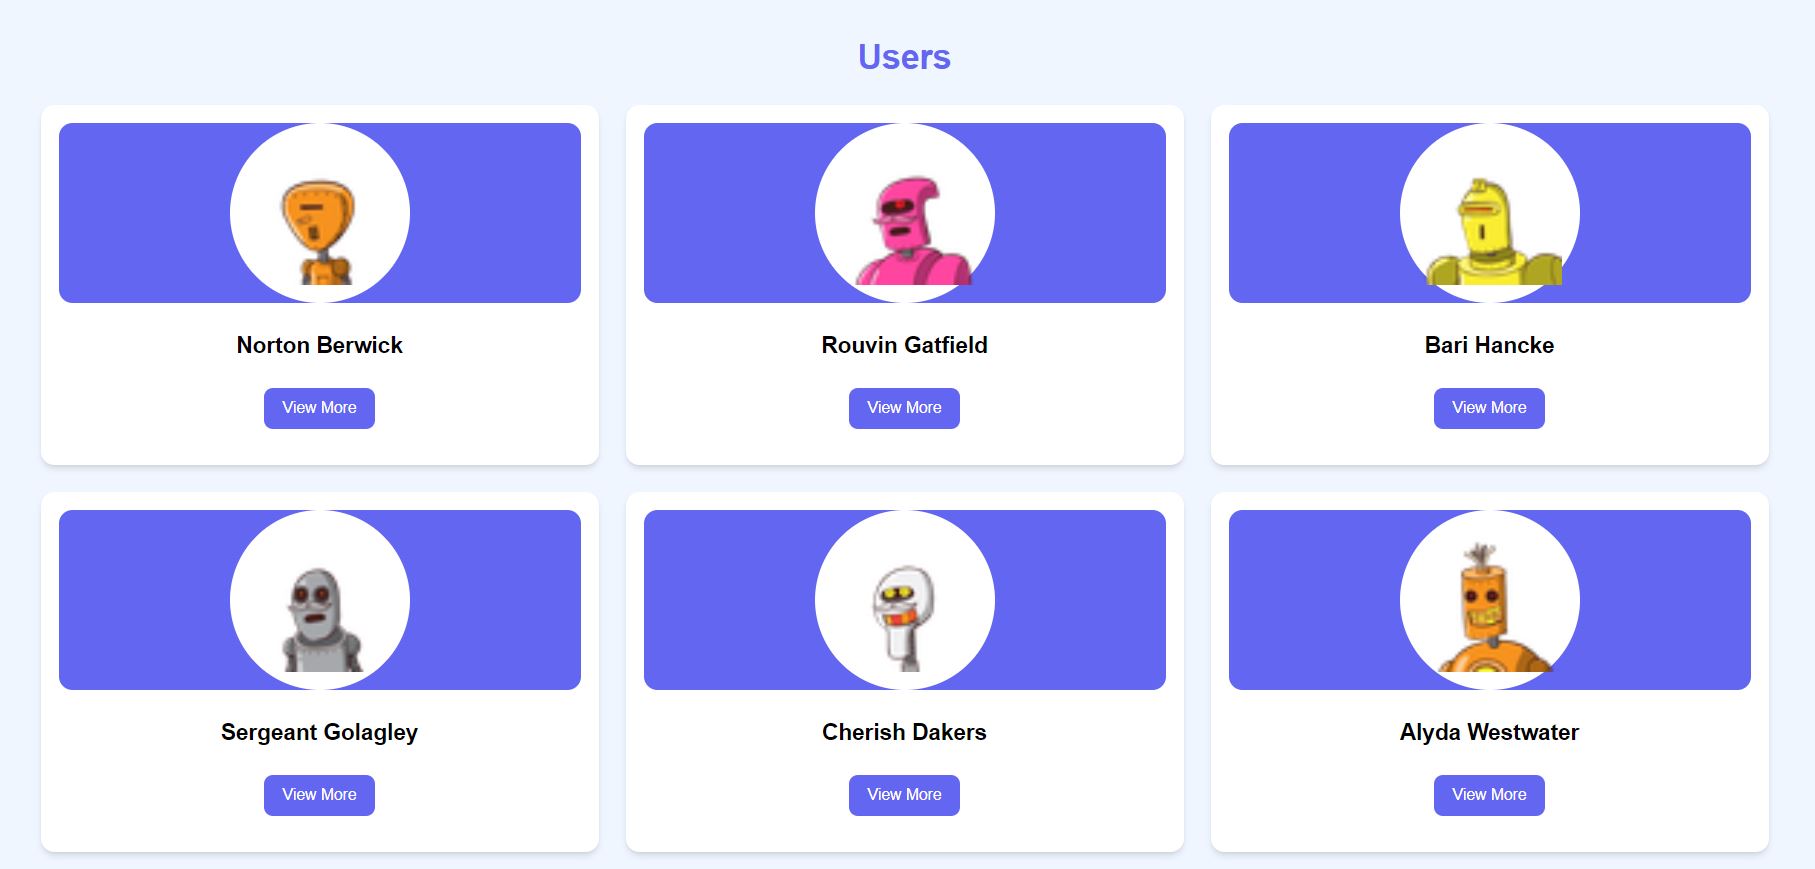 Users
Norton Berwick
Rouvin Gatfield
Bari Hancke
View More
View More
View More
Sergeant Golagley
Cherish Dakers
Alyda Westwater
View More
View More
View More